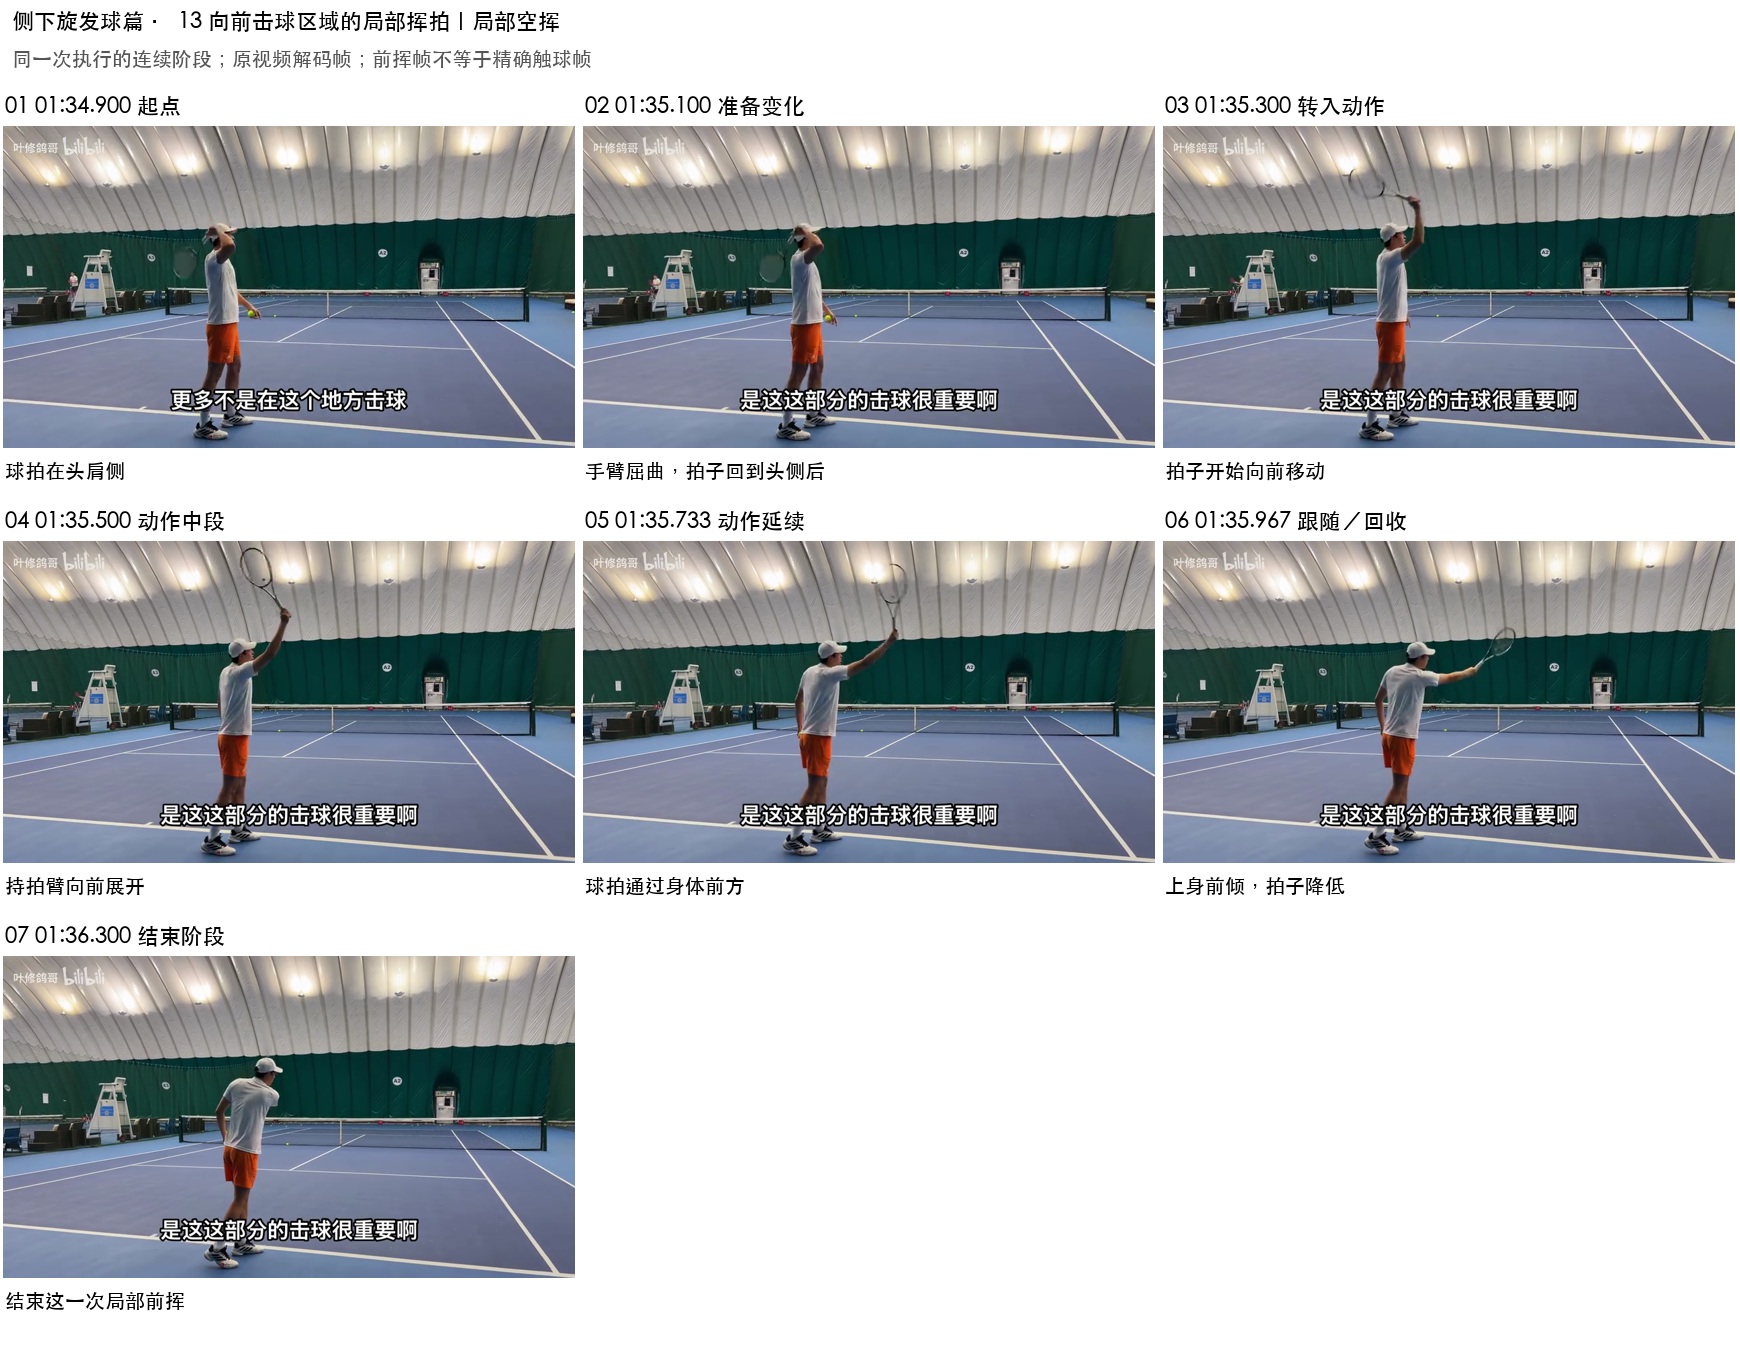 侧下旋发球篇· 13 向前击球区域的局部挥拍|局部空挥
同一次执行的连续阶段；原视频解码帧；前挥帧不等于精确触球帧
01 01:34.900 起点
02 01:35.100 准备变化
03 01:35.300 转入动作
叶修鸽哥 bilibili
叶修鸽哥 bilibili
叶修鸽哥 bilibili
A2
A2
A2
更多不是在这个地方击球
是这这部分的击球很重要啊
是这这部分的击球很重要啊
球拍在头肩侧
手臂屈曲，拍子回到头侧后
拍子开始向前移动
04 01:35.500 动作中段
05 01:35.733 动作延续
06 01:35.967 跟随／回收
叶修鸽哥 bilibili
叶修鸽哥 bilibili
叶修鸽哥 bilibili
A2
A2
A2
是这这部分的击球很重要啊
是这这部分的击球很重要啊
是这这部分的击球很重要啊
持拍臂向前展开
球拍通过身体前方
上身前倾，拍子降低
07 01:36.300 结束阶段
叶修鸽哥 bilibili
A2
是这这部分的击球很重要啊
结束这一次局部前挥